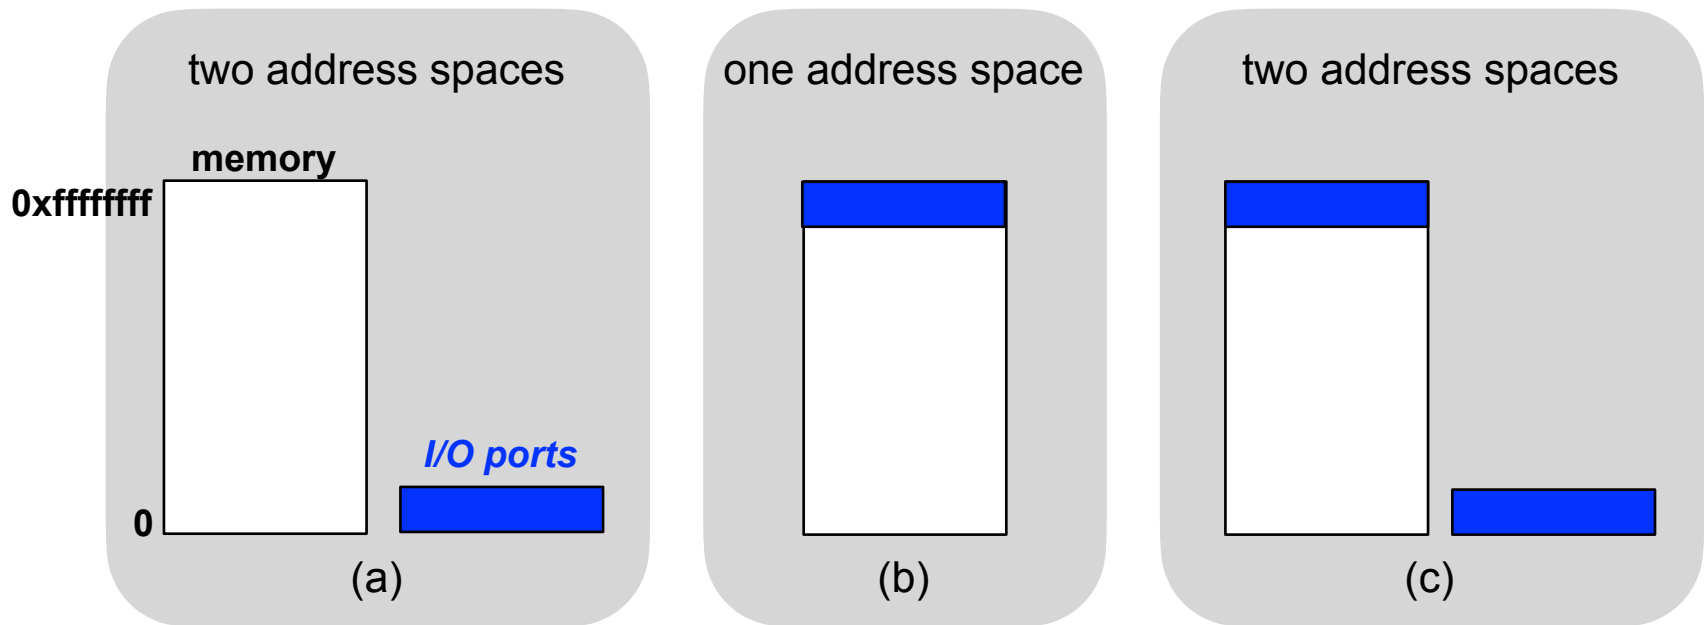 two address spaces
memory
0xffffffff
I/O ports
0
(a)
one address space
(b)
two address spaces
(c)